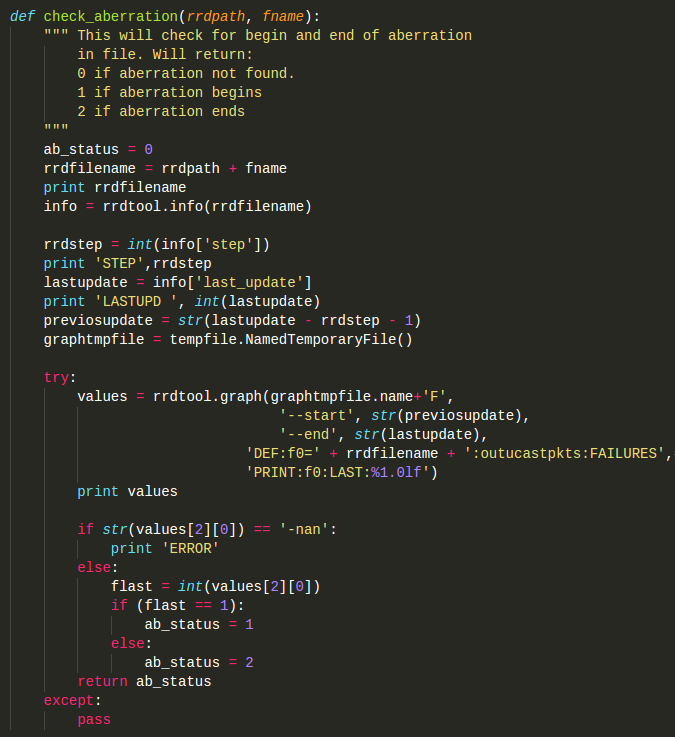 def check_aberration(rrdpath, fname):
    """ This will check for begin and end of aberration
        in file. Will return:
        0 if aberration not found.
        1 if aberration begins
        2 if aberration ends
    """
    ab_status = 0
    rrdfilename = rrdpath + fname
    print rrdfilename
    info = rrdtool.info(rrdfilename)

    rrdstep = int(info['step'])
    print 'STEP',rrdstep
    lastupdate = info['last_update']
    print 'LASTUPD ', int(lastupdate)
    previosupdate = str(lastupdate - rrdstep - 1)
    graphtmpfile = tempfile.NamedTemporaryFile()

    try:
        values = rrdtool.graph(graphtmpfile.name+'F',
                                '--start', str(previosupdate),
                                '--end', str(lastupdate),
                            'DEF:f0=' + rrdfilename + ':outucastpkts:FAILURES',
                            'PRINT:f0:LAST:%1.0lf')
        print values

        if str(values[2][0]) == '-nan':
            print 'ERROR'
        else:
            flast = int(values[2][0])
            if (flast == 1):
                ab_status = 1
            else:
                ab_status = 2
        return ab_status
    except:
        pass